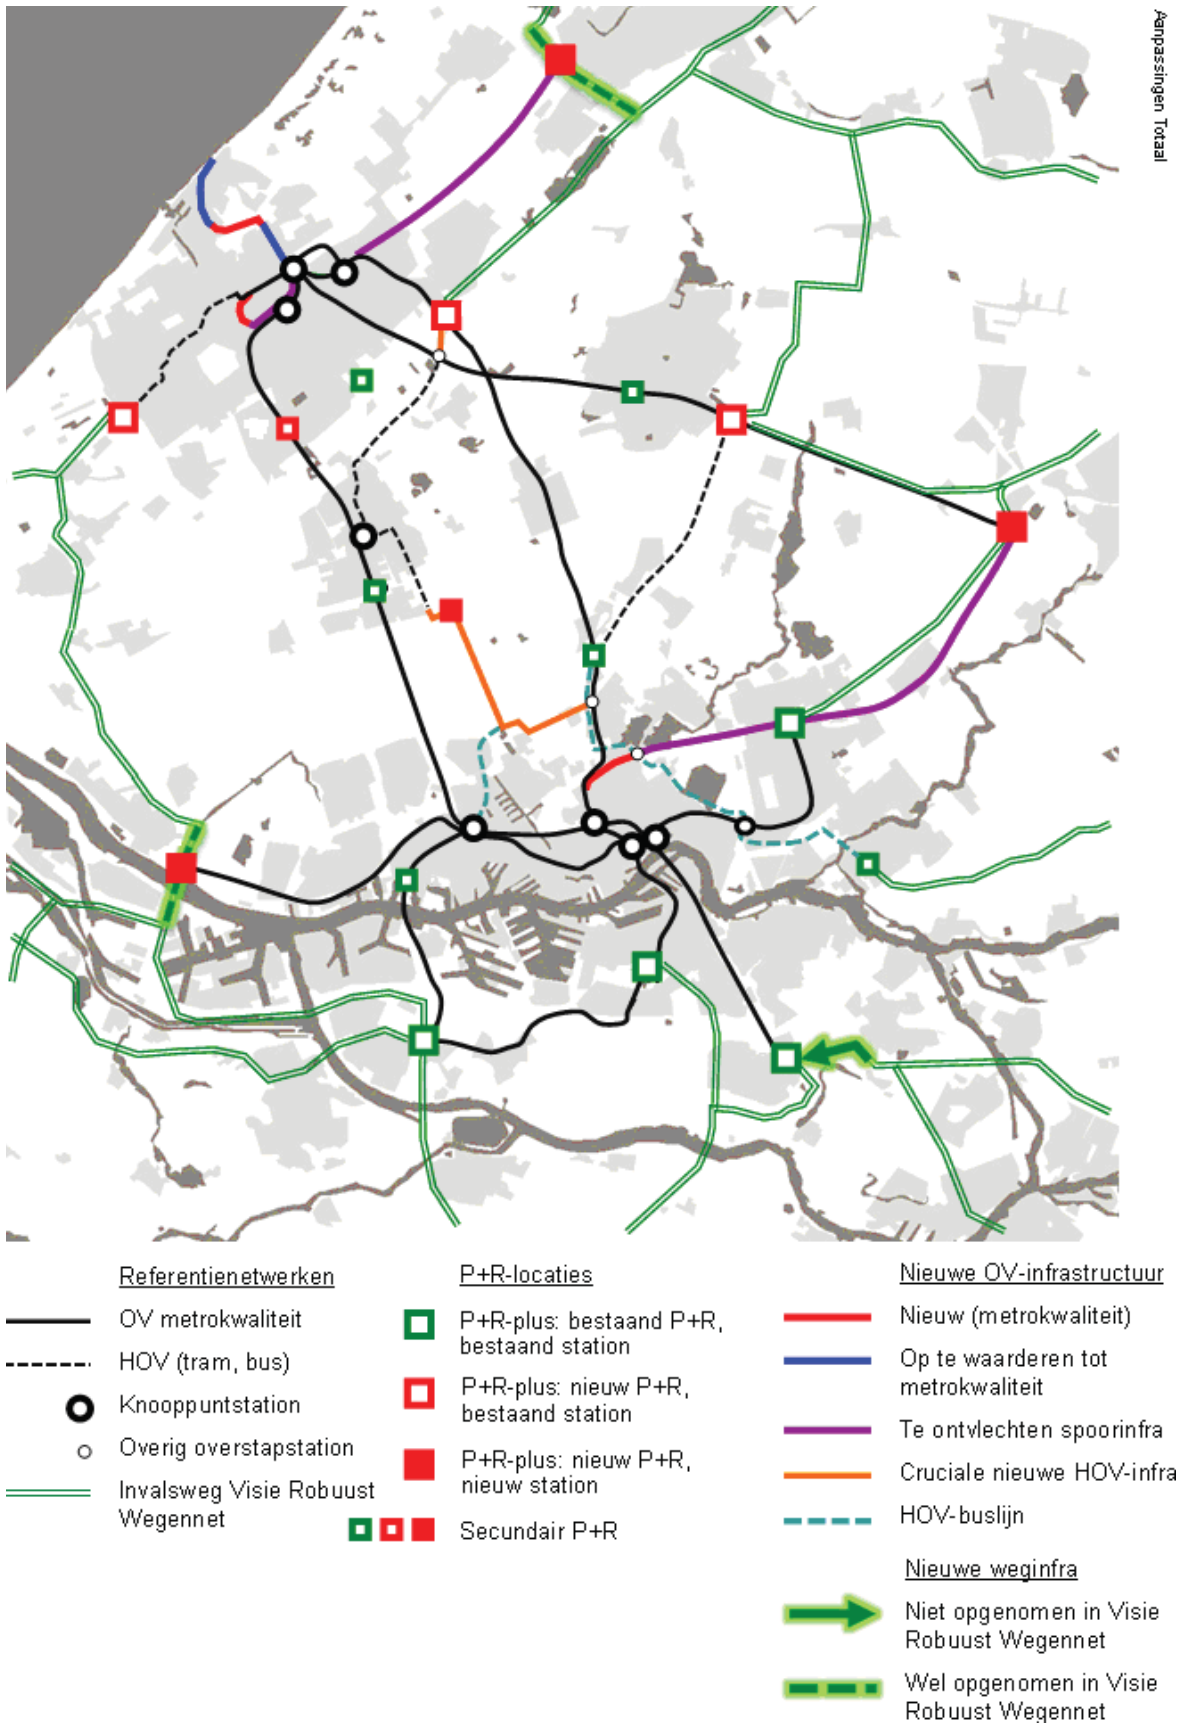 Aanpassingen Totaal
Referentienetwerken
OV metrokwaliteit
HOV (tram, bus)
Knooppuntstation
Overig overstapstation
Invalsweg Visie Robuust
Wegennet
P+R-locaties
P+R-plus: bestaand P+R,
bestaand station
P+R-plus: nieuw P+R,
bestaand station
P+R-plus: nieuw P+R,
nieuw station
Secundair P+R
Nieuwe OV-infrastructuur
Nieuw (metrokwaliteit)
Op te waarderen tot
metrokwaliteit
Te ontvlechten spoorinfra
Cruciale nieuwe HOV-infra
HOV-buslijn
Nieuwe weginfra
Niet opgenomen in Visie
Robuust Wegennet
Wel opgenomen in Visie
Robuust Wegennet